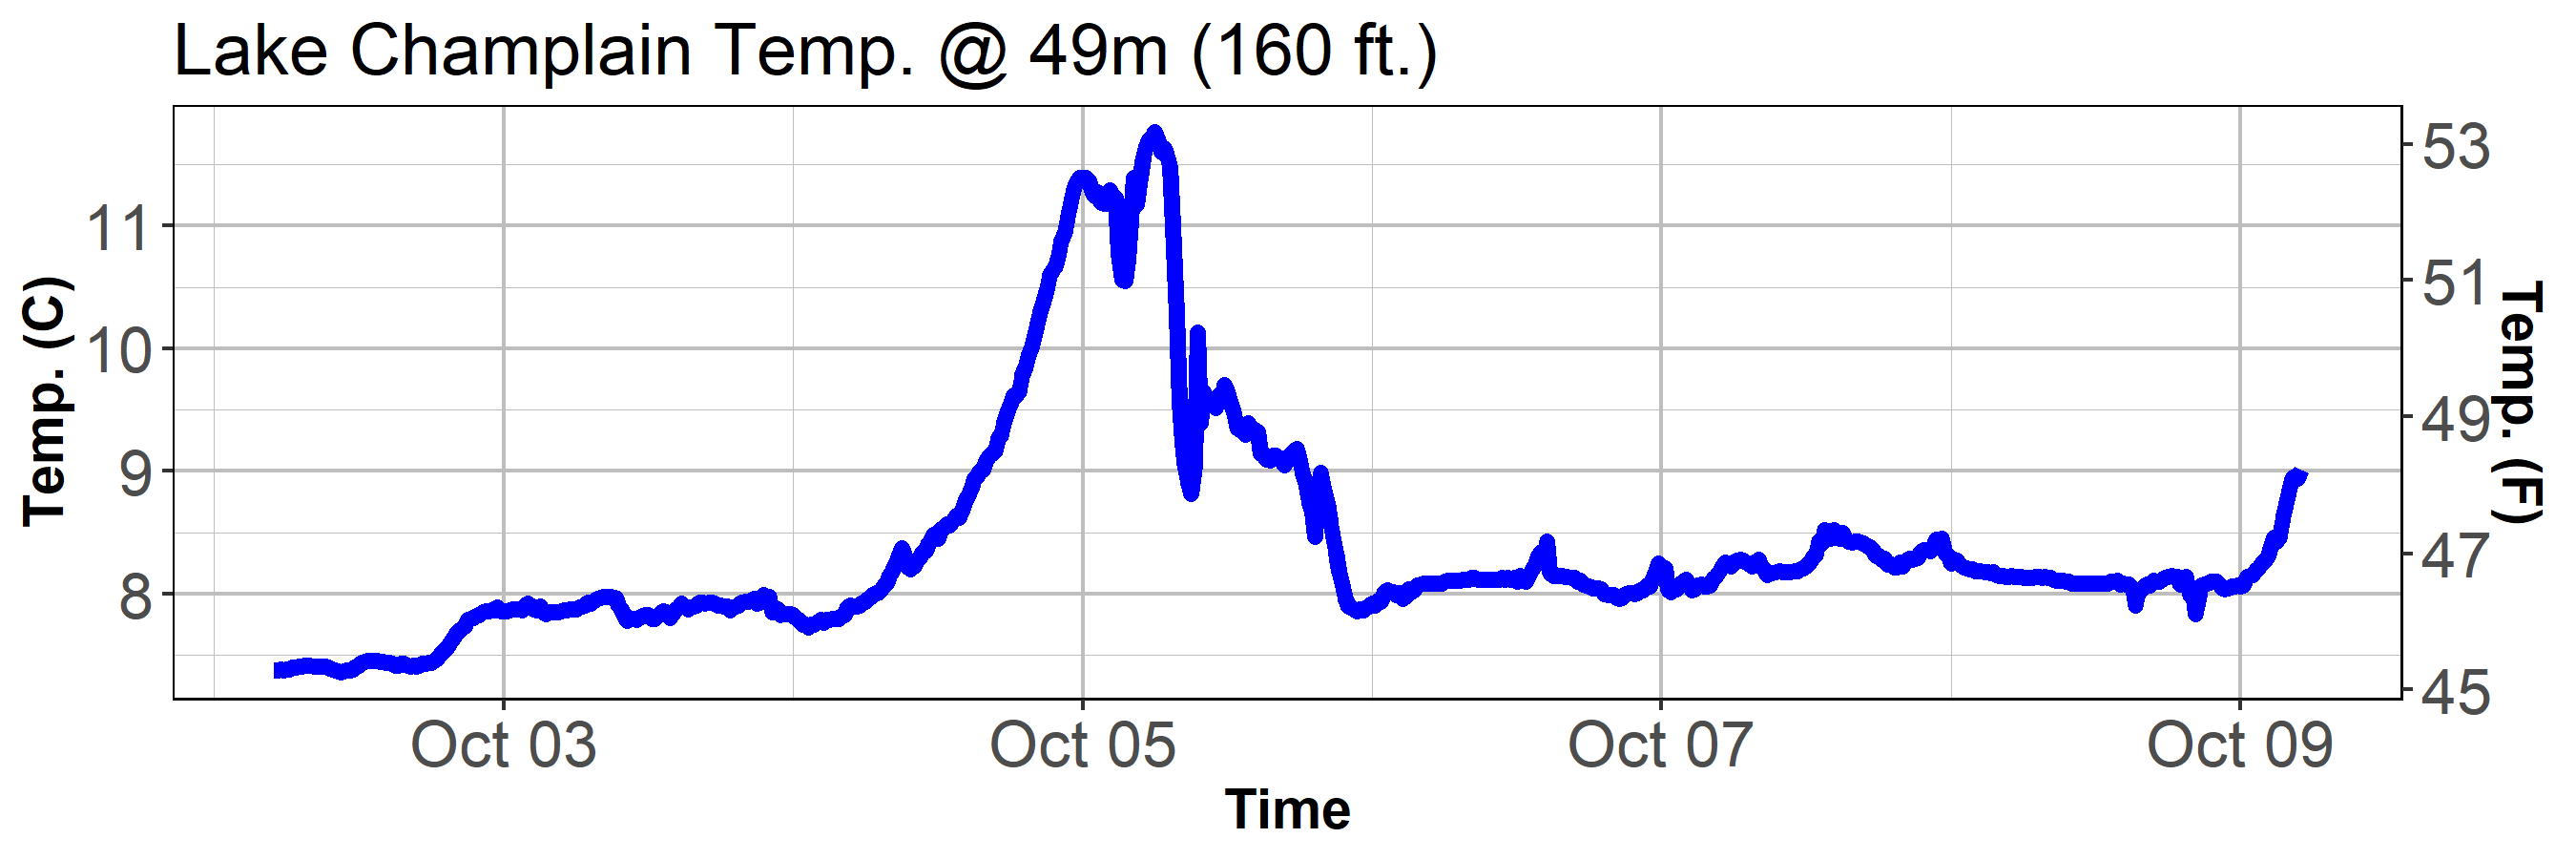 Lake Champlain Temp. @ 49m (160 ft.)
Temp. (C)
11
10
9
8
53
51
49
47
45
Temp. (F)
Oct 03 Oct 05 Oct 07 Oct 09
Time